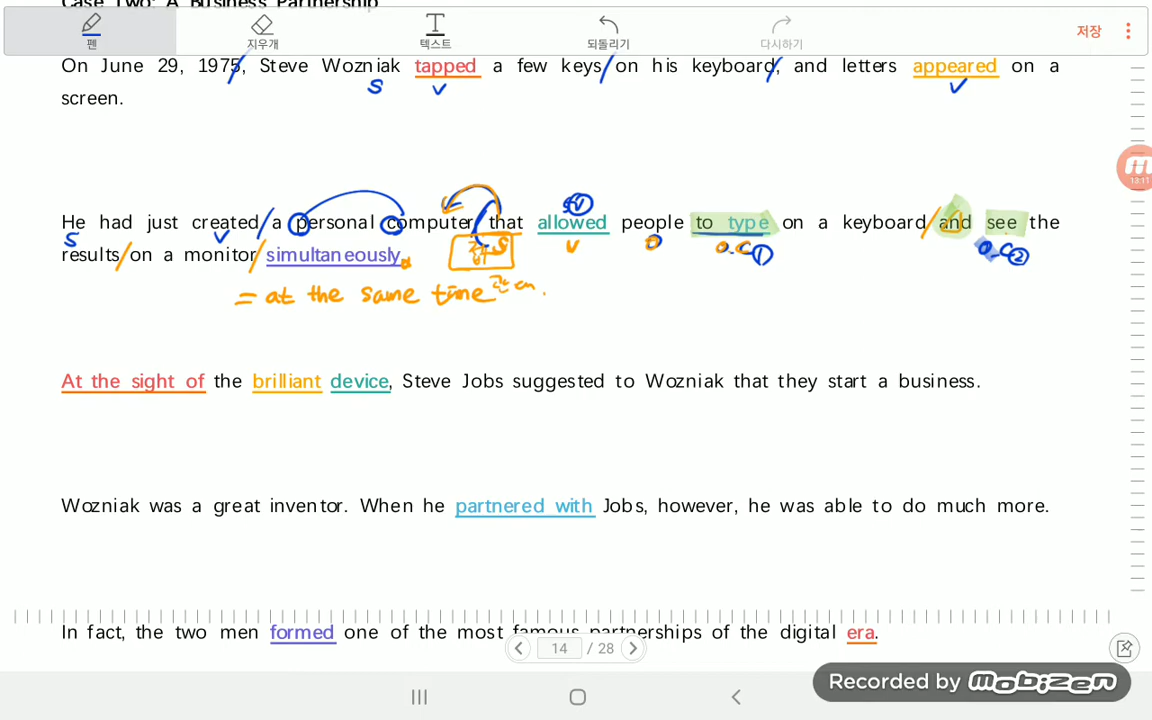 Case Two: A Business Partnership
펜 지우개 텍스트 되돌리기 다시하기 저장
On June 29, 1975, Steve Wozniak tapped a few keys on his keyboard, and letters appeared on a
S V V
screen.
13:11
V
He had just created a personal computer that allowed people to type on a keyboard and see the
S V S V O O.C① O.C②
results on a monitor simultaneously.
= at the same time
At the sight of the brilliant device, Steve Jobs suggested to Wozniak that they start a business.
Wozniak was a great inventor. When he partnered with Jobs, however, he was able to do much more.
In fact, the two men formed one of the most famous partnerships of the digital era.
14 / 28
Recorded by mobizen